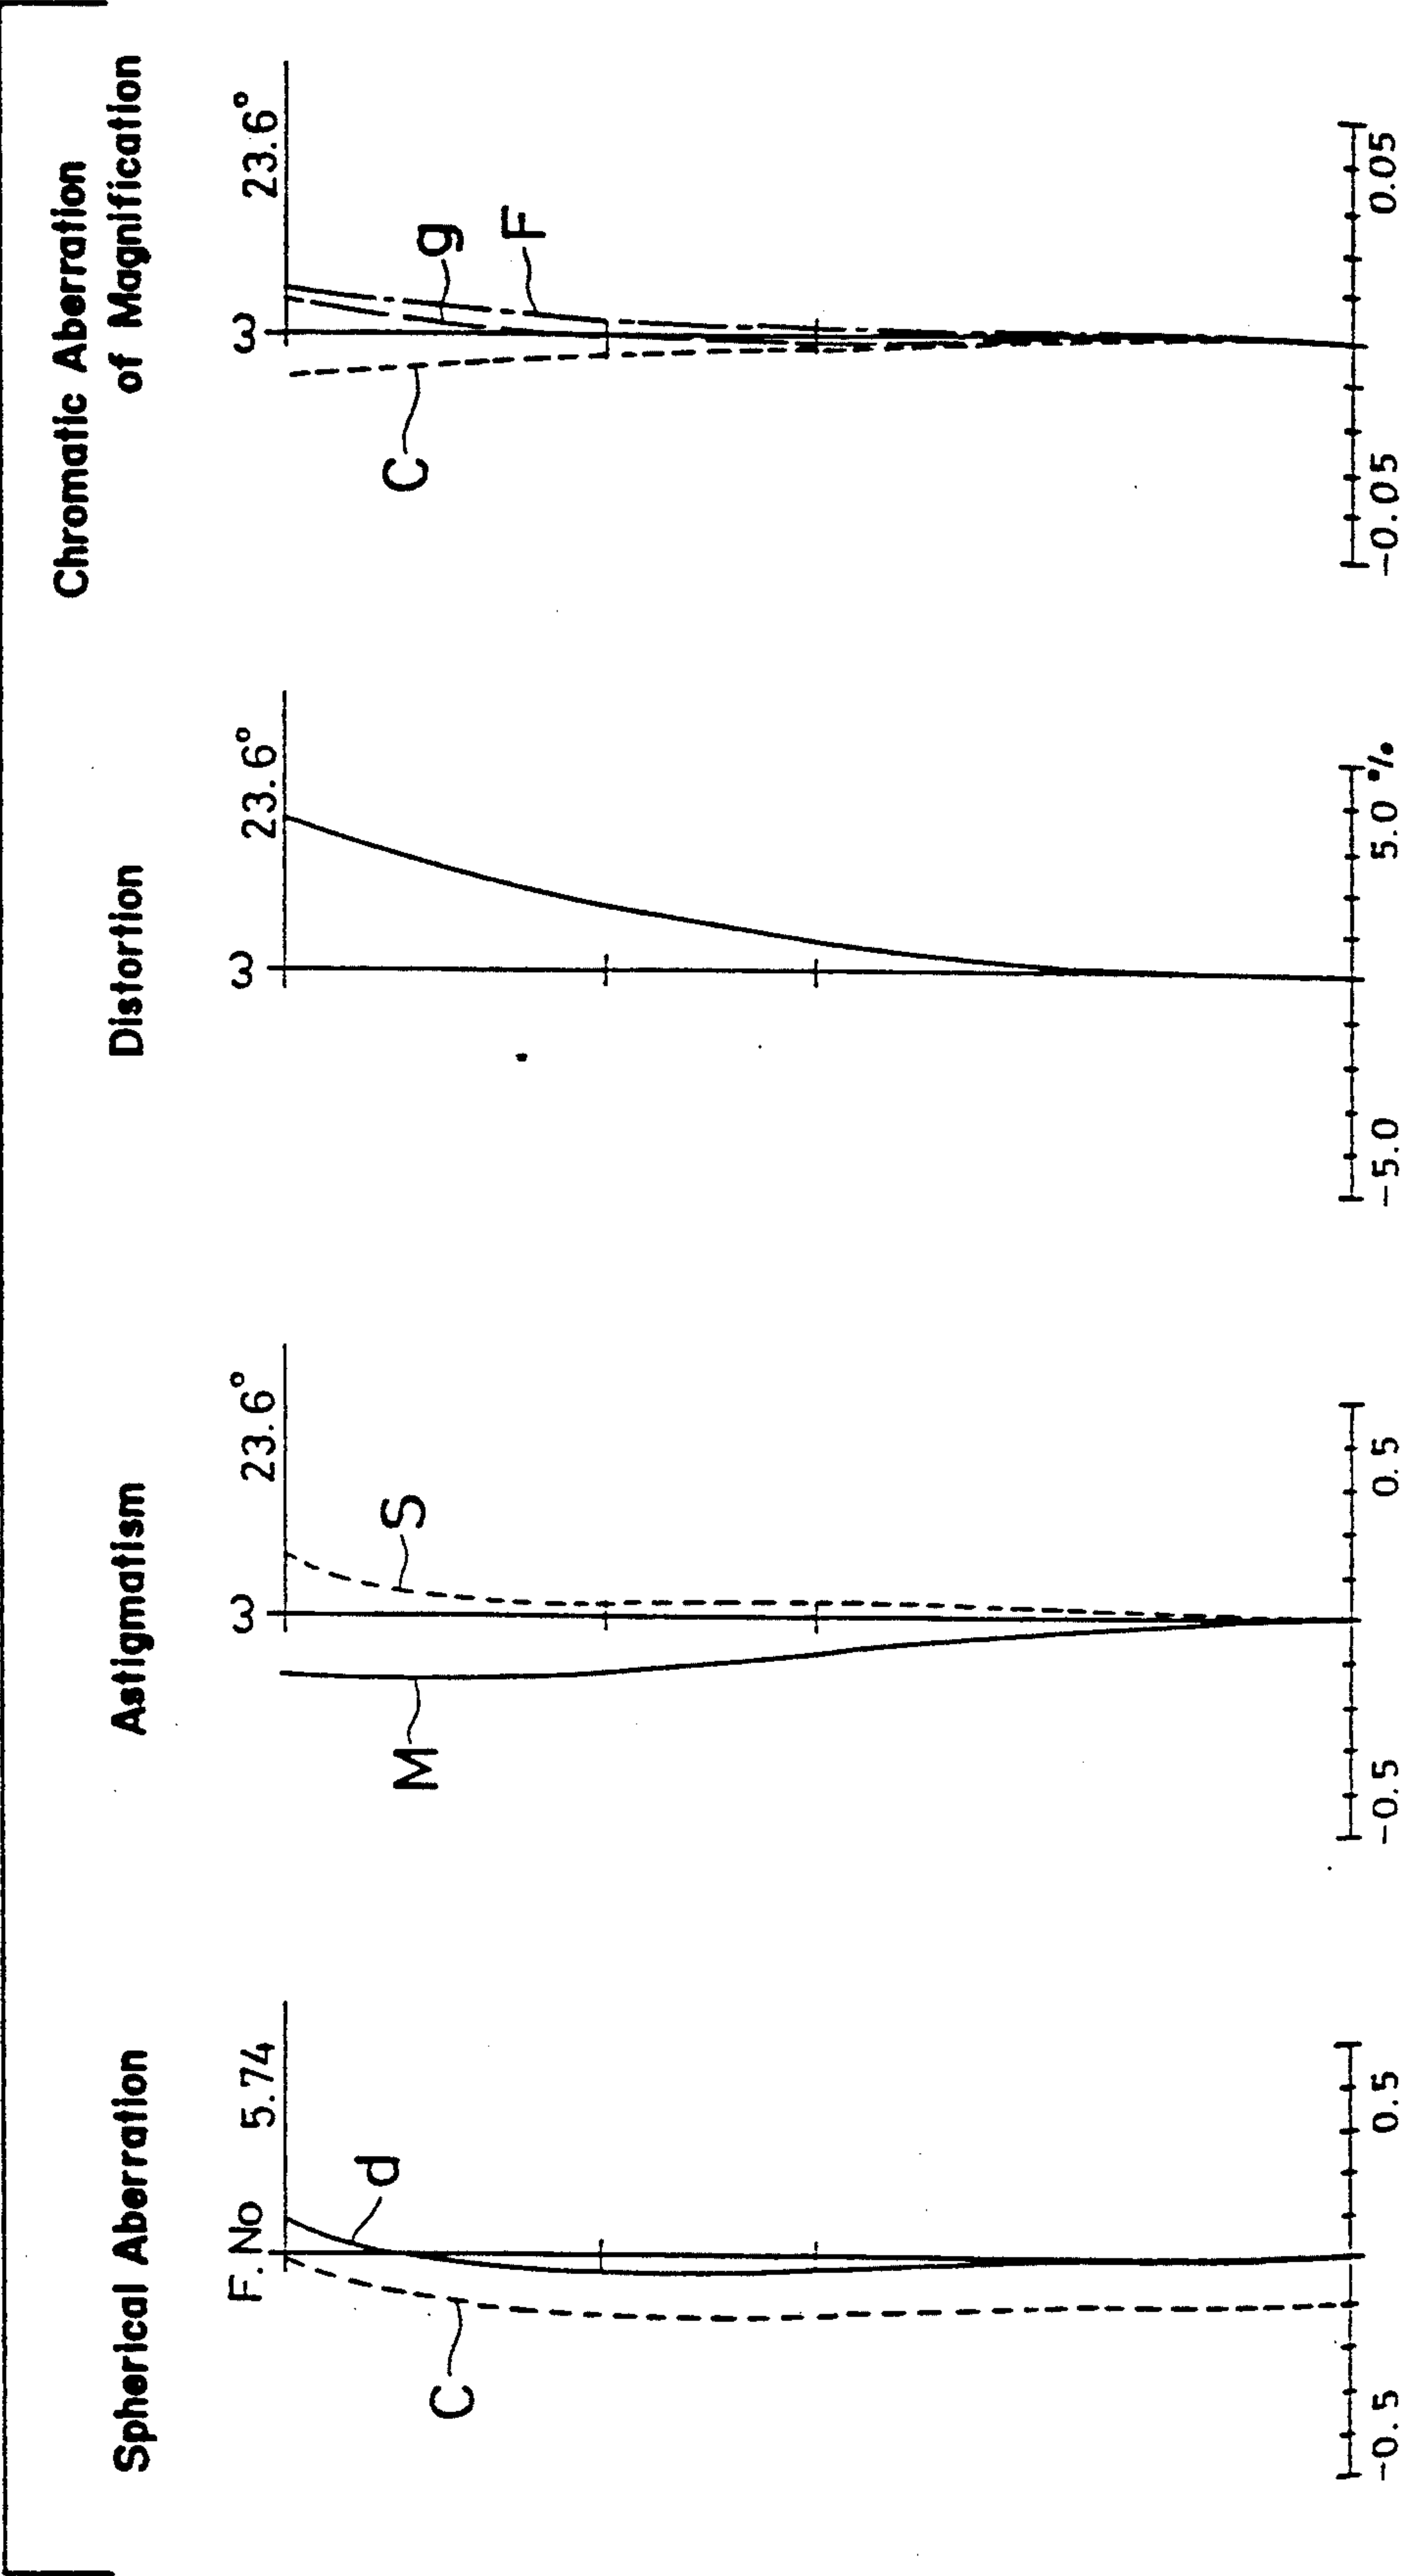 Spherical Aberration
F. No 5.74
d
C
-0.5 0.5
Astigmatism
ω 23.6°
S
M
-0.5 0.5
Distortion
ω 23.6°
-5.0 5.0 %
Chromatic Aberration
of Magnification
ω 23.6°
g
F
C
-0.05 0.05